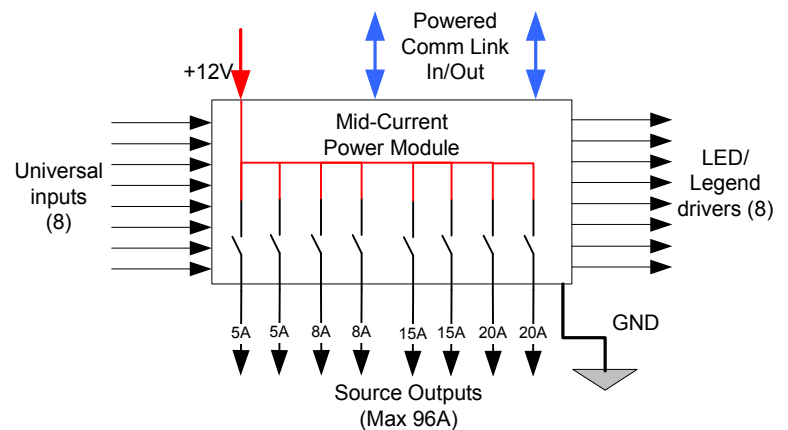 Powered
Comm Link
In/Out
+12V
Mid-Current
Power Module
Universal
inputs
(8)
LED/
Legend
drivers (8)
5A 5A 8A 8A 15A 15A 20A 20A
GND
Source Outputs
(Max 96A)